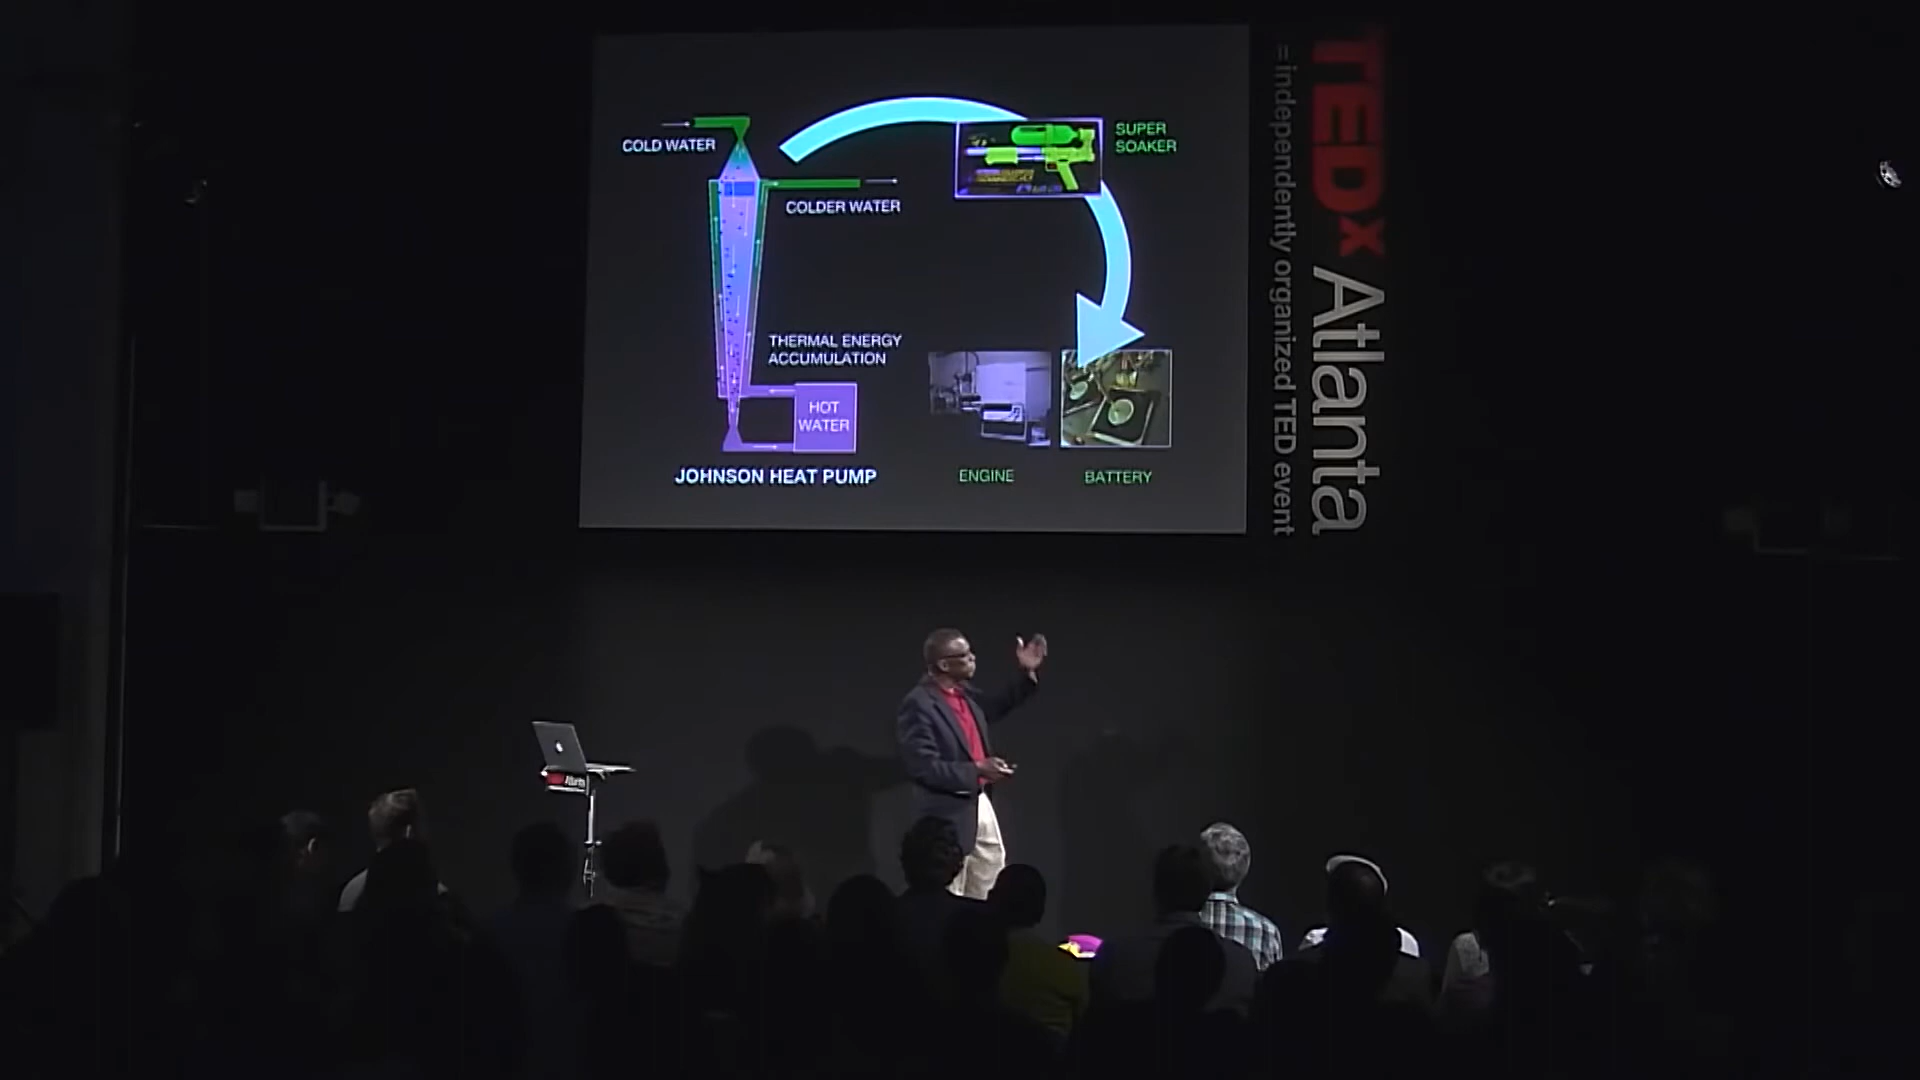 COLD WATER
SUPER
SOAKER
COLDER WATER
THERMAL ENERGY
ACCUMULATION
HOT
WATER
JOHNSON HEAT PUMP
ENGINE
BATTERY
TEDx Atlanta
= independently organized TED event
Atlanta